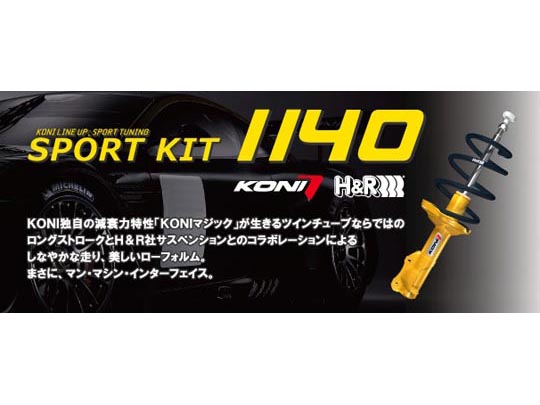 KONI LINE UP; SPORT TUNING
SPORT KIT 1140
KONI H&R
KONI独自の減衰力特性「KONIマジック」が生きるツインチューブならではの
ロングストロークとH&R社サスペンションとのコラボレーションによる
しなやかな走り、美しいローフォルム。
まさに、マン・マシン・インターフェイス。
MICHELIN
KONI